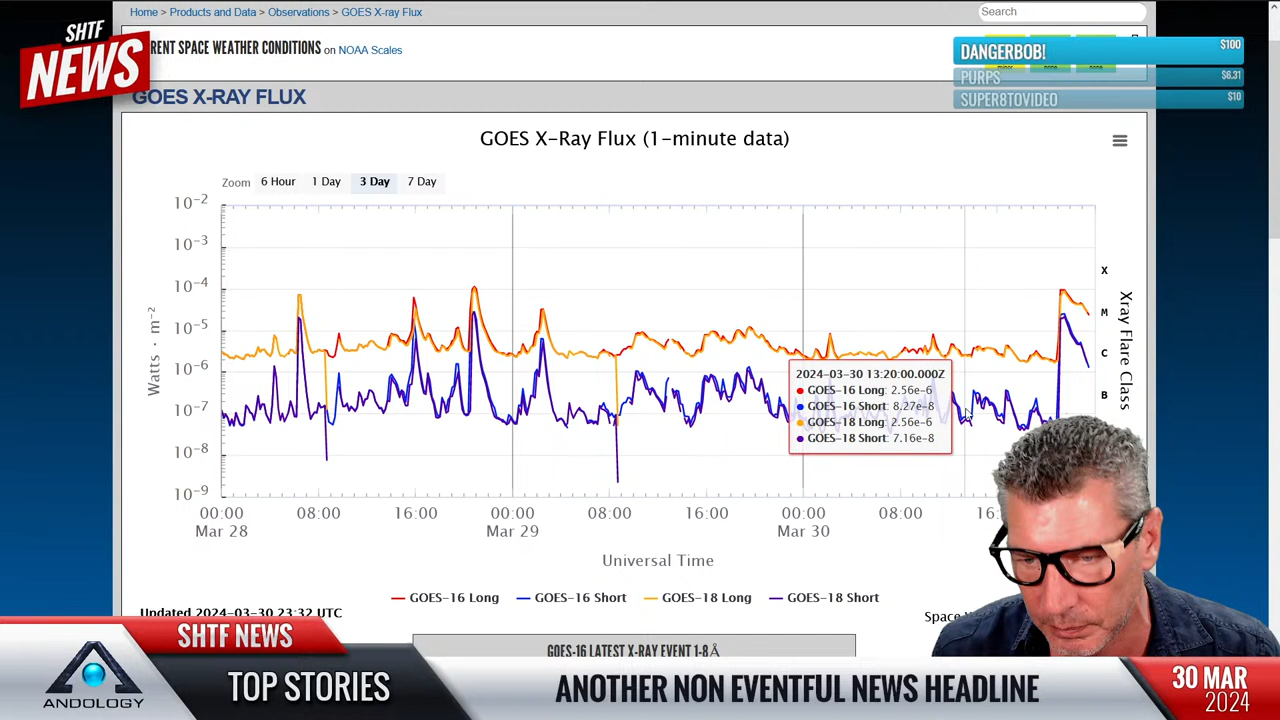 Home > Products and Data > Observations > GOES X-ray Flux
Search
SHTF
NEWS
RENT SPACE WEATHER CONDITIONS on NOAA Scales
DANGERBOB! $100
PURPS $6.31
SUPER8TOVIDEO $10
GOES X-RAY FLUX
GOES X-Ray Flux (1-minute data)
Zoom 6 Hour 1 Day 3 Day 7 Day
10⁻²
10⁻³
10⁻⁴
10⁻⁵
10⁻⁶
10⁻⁷
10⁻⁸
10⁻⁹
Watts · m⁻²
X
M
C
B
Xray Flare Class
2024-03-30 13:20:00.000Z
GOES-16 Long: 2.56e-6
GOES-16 Short: 8.27e-8
GOES-18 Long: 2.56e-6
GOES-18 Short: 7.16e-8
00:00 08:00 16:00 00:00 08:00 16:00 00:00 08:00 16:
Mar 28 Mar 29 Mar 30
Universal Time
GOES-16 Long GOES-16 Short GOES-18 Long GOES-18 Short
Updated 2024-03-30 23:32 UTC
Space
GOES-16 LATEST X-RAY EVENT 1-8Å
SHTF NEWS
ANDOLOGY
TOP STORIES
ANOTHER NON EVENTFUL NEWS HEADLINE
30 MAR
2024